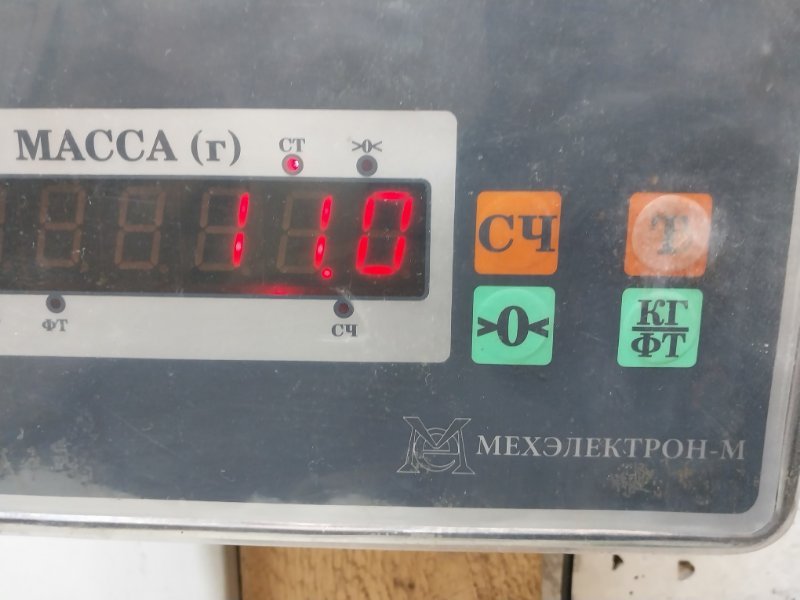 МАССА (г)
СТ
>0<
11.0
ФТ
СЧ
СЧ
Т
>0<
КГ
ФТ
МЕХЭЛЕКТРОН-М